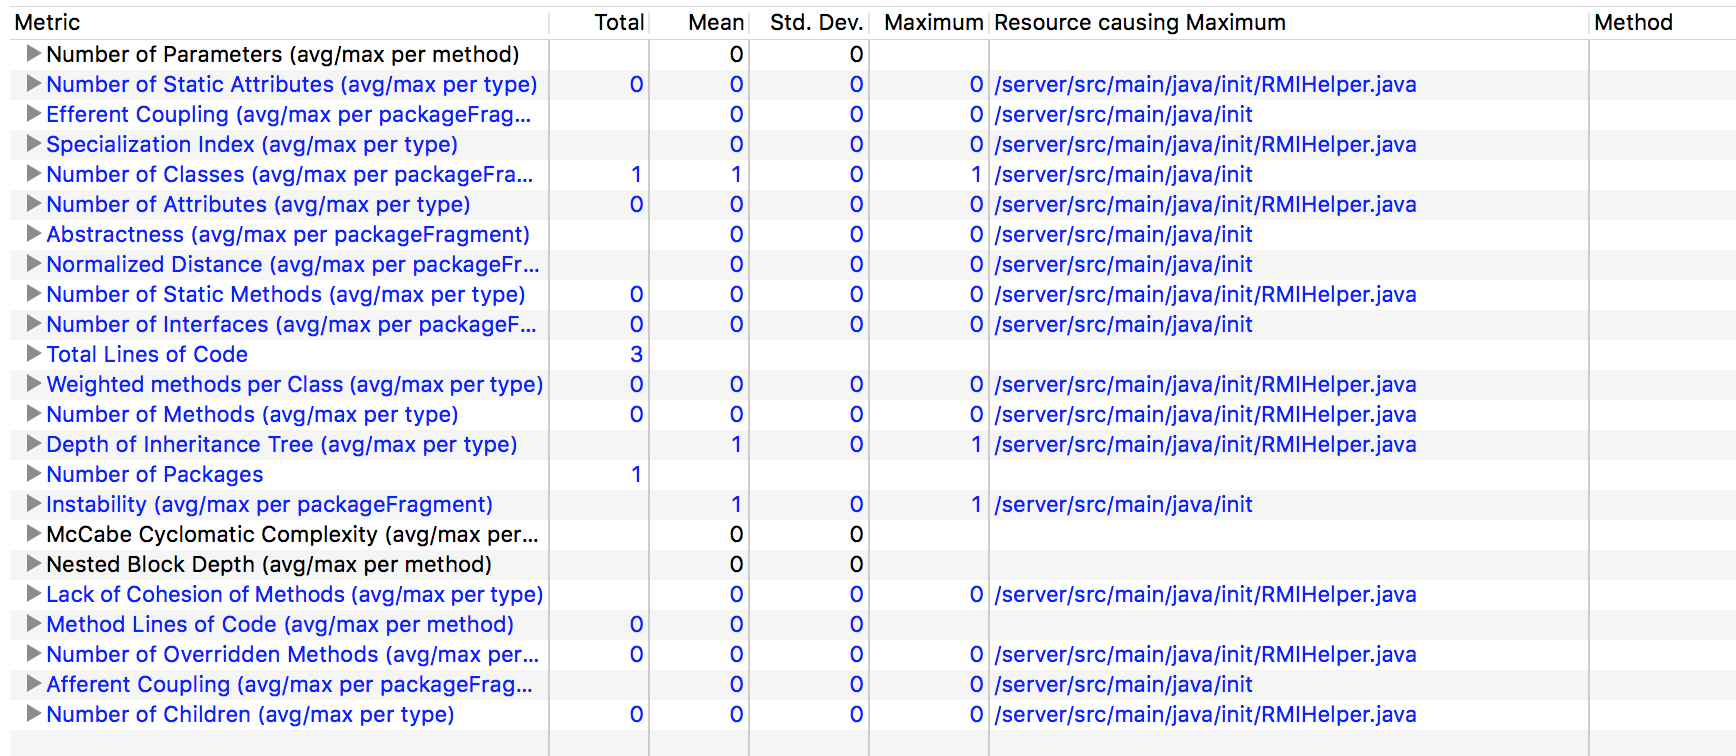 Metric Total Mean Std. Dev. Maximum Resource causing Maximum Method
Number of Parameters (avg/max per method) 0 0
Number of Static Attributes (avg/max per type) 0 0 0 0 /server/src/main/java/init/RMIHelper.java
Efferent Coupling (avg/max per packageFrag... 0 0 0 /server/src/main/java/init
Specialization Index (avg/max per type) 0 0 0 /server/src/main/java/init/RMIHelper.java
Number of Classes (avg/max per packageFra... 1 1 0 1 /server/src/main/java/init
Number of Attributes (avg/max per type) 0 0 0 0 /server/src/main/java/init/RMIHelper.java
Abstractness (avg/max per packageFragment) 0 0 0 /server/src/main/java/init
Normalized Distance (avg/max per packageFr... 0 0 0 /server/src/main/java/init
Number of Static Methods (avg/max per type) 0 0 0 0 /server/src/main/java/init/RMIHelper.java
Number of Interfaces (avg/max per packageF... 0 0 0 0 /server/src/main/java/init
Total Lines of Code 3
Weighted methods per Class (avg/max per type) 0 0 0 0 /server/src/main/java/init/RMIHelper.java
Number of Methods (avg/max per type) 0 0 0 0 /server/src/main/java/init/RMIHelper.java
Depth of Inheritance Tree (avg/max per type) 1 0 1 /server/src/main/java/init/RMIHelper.java
Number of Packages 1
Instability (avg/max per packageFragment) 1 0 1 /server/src/main/java/init
McCabe Cyclomatic Complexity (avg/max per... 0 0
Nested Block Depth (avg/max per method) 0 0
Lack of Cohesion of Methods (avg/max per type) 0 0 0 /server/src/main/java/init/RMIHelper.java
Method Lines of Code (avg/max per method) 0 0 0
Number of Overridden Methods (avg/max per... 0 0 0 0 /server/src/main/java/init/RMIHelper.java
Afferent Coupling (avg/max per packageFrag... 0 0 0 /server/src/main/java/init
Number of Children (avg/max per type) 0 0 0 0 /server/src/main/java/init/RMIHelper.java